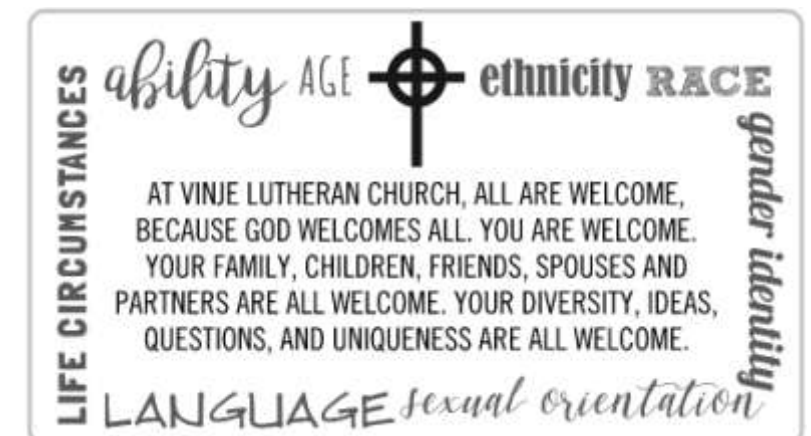 ability AGE ethnicity RACE
LIFE CIRCUMSTANCES
gender identity
AT VINJE LUTHERAN CHURCH, ALL ARE WELCOME,
BECAUSE GOD WELCOMES ALL. YOU ARE WELCOME.
YOUR FAMILY, CHILDREN, FRIENDS, SPOUSES AND
PARTNERS ARE ALL WELCOME. YOUR DIVERSITY, IDEAS,
QUESTIONS, AND UNIQUENESS ARE ALL WELCOME.
LANGUAGE sexual orientation